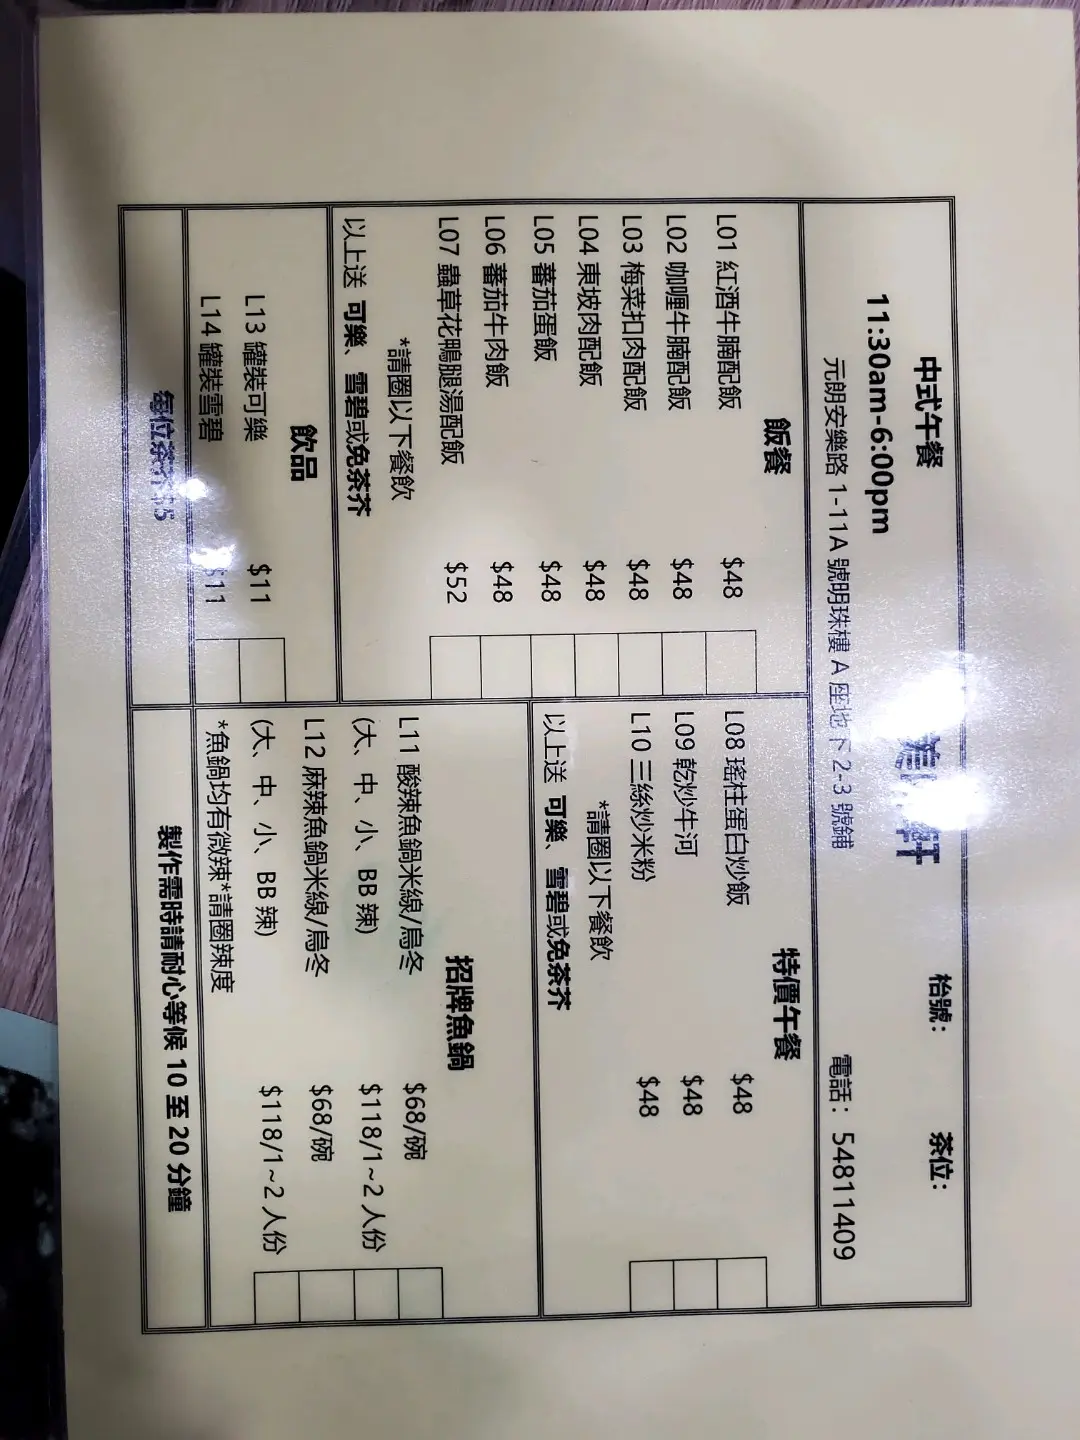 中式午餐
枱號：
茶位：
11:30am-6:00pm
軒
元朗安樂路 1-11A 號明珠樓 A 座地下 2-3 號鋪
電話： 54811409
飯餐
L01 紅酒牛腩配飯 $48
L02 咖喱牛腩配飯 $48
L03 梅菜扣肉配飯 $48
L04 東坡肉配飯 $48
L05 蕃茄蛋飯 $48
L06 蕃茄牛肉飯 $48
L07 蟲草花鴨腿湯配飯 $52
*請圈以下餐飲
以上送 可樂、雪碧或免茶芥
飲品
L13 罐裝可樂 $11
L14 罐裝雪碧 $11
每位茶芥 $5
特價午餐
L08 瑤柱蛋白炒飯 $48
L09 乾炒牛河 $48
L10 三絲炒米粉 $48
*請圈以下餐飲
以上送 可樂、雪碧或免茶芥
招牌魚鍋
L11 酸辣魚鍋米線/烏冬 $68/碗
(大、中、小、BB 辣) $118/1~2 人份
L12 麻辣魚鍋米線/烏冬 $68/碗
(大、中、小、BB 辣) $118/1~2 人份
*魚鍋均有微辣*請圈辣度
製作需時請耐心等候 10 至 20 分鐘